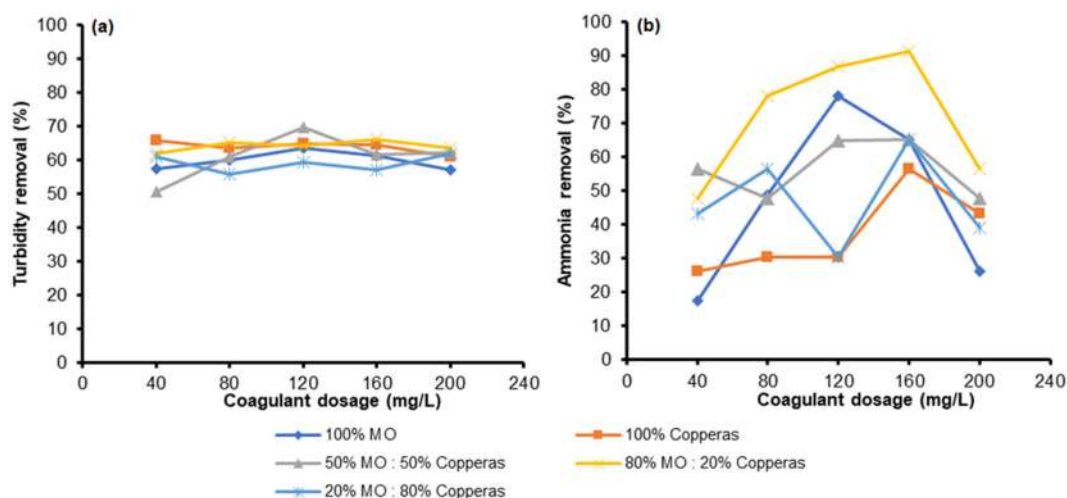 (a)
100
90
80
70
60
50
40
30
20
10
0
Turbidity removal (%)
0 40 80 120 160 200 240
Coagulant dosage (mg/L)
(b)
100
90
80
70
60
50
40
30
20
10
0
Ammonia removal (%)
0 40 80 120 160 200 240
Coagulant dosage (mg/L)
100% MO
100% Copperas
50% MO : 50% Copperas
80% MO : 20% Copperas
20% MO : 80% Copperas